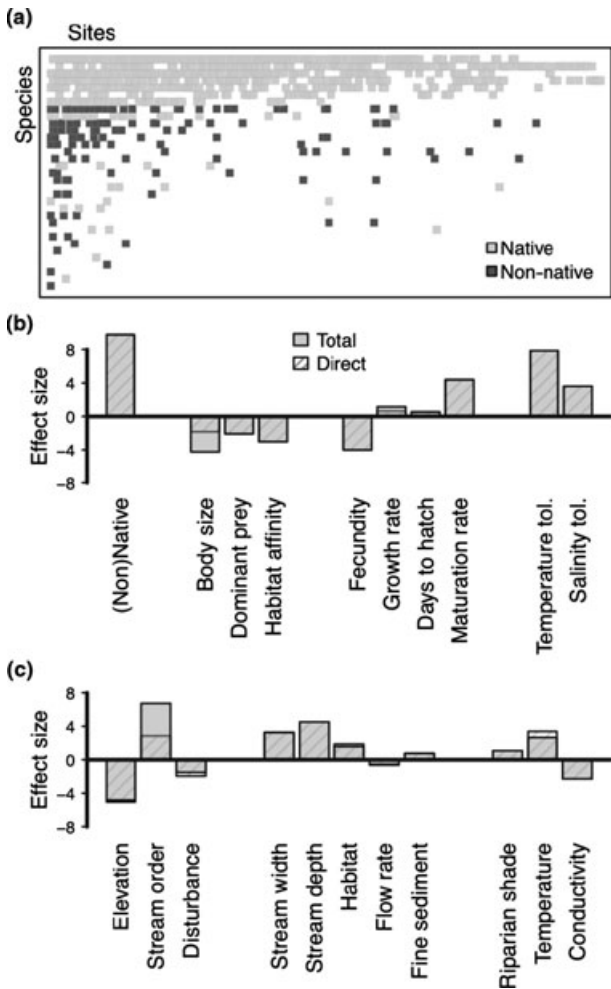 (a)
Sites
Species
Native
Non-native
(b)
8
4
0
−4
−8
Effect size
Total
Direct
(Non)Native
Body size
Dominant prey
Habitat affinity
Fecundity
Growth rate
Days to hatch
Maturation rate
Temperature tol.
Salinity tol.
(c)
8
4
0
−4
−8
Effect size
Elevation
Stream order
Disturbance
Stream width
Stream depth
Habitat
Flow rate
Fine sediment
Riparian shade
Temperature
Conductivity